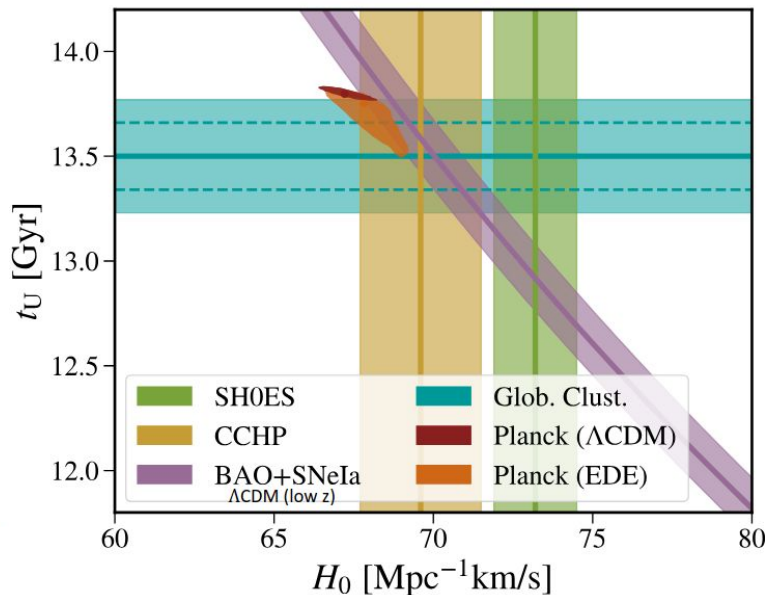 14.0
13.5
13.0
12.5
12.0
t_U [Gyr]
SH0ES
CCHP
BAO+SNeIa
ΛCDM (low z)
Glob. Clust.
Planck (ΛCDM)
Planck (EDE)
60 65 70 75 80
H₀ [Mpc⁻¹km/s]